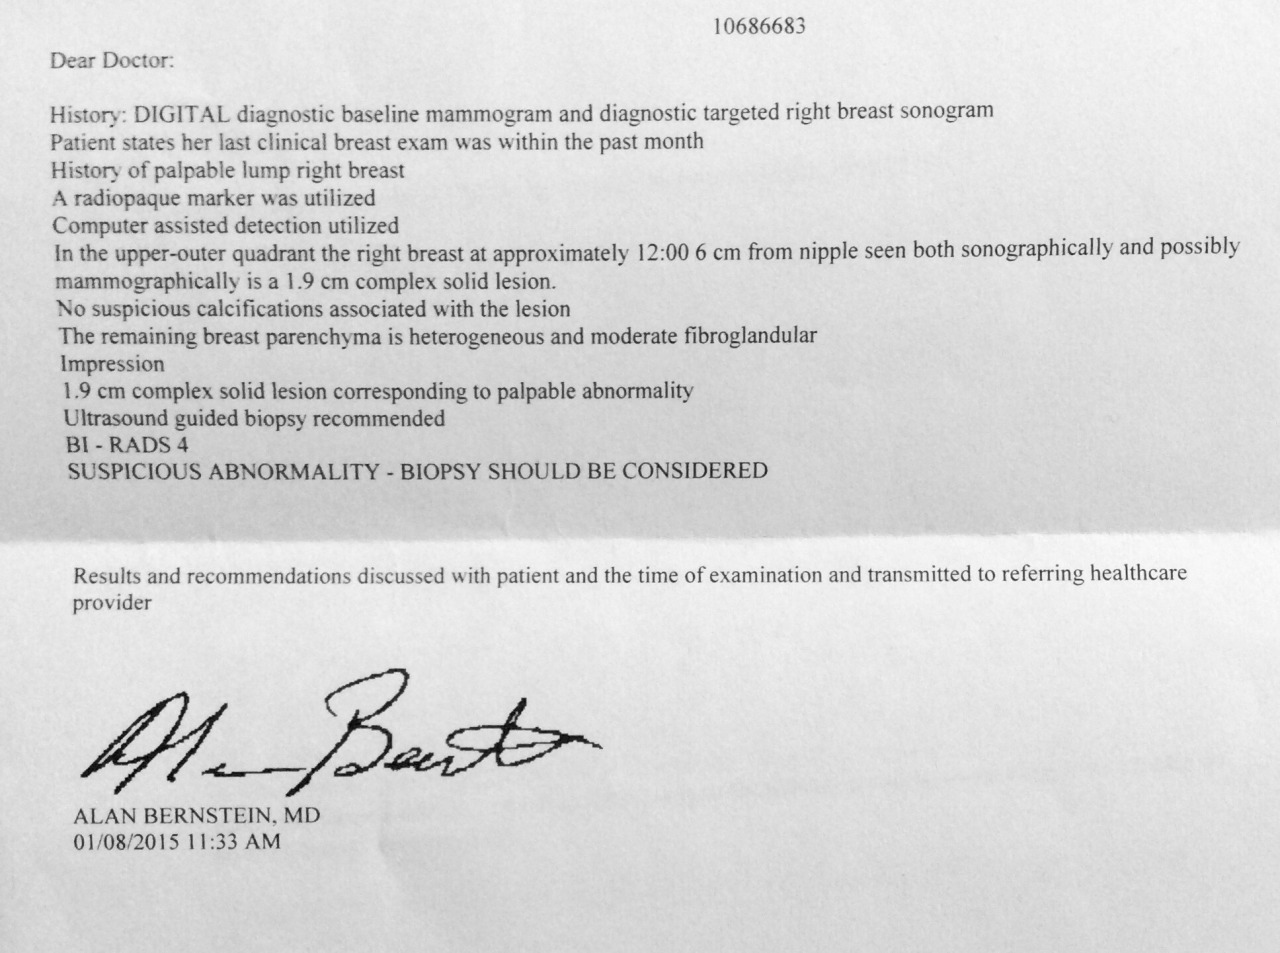 10686683
Dear Doctor:
History: DIGITAL diagnostic baseline mammogram and diagnostic targeted right breast sonogram
Patient states her last clinical breast exam was within the past month
History of palpable lump right breast
A radiopaque marker was utilized
Computer assisted detection utilized
In the upper-outer quadrant the right breast at approximately 12:00 6 cm from nipple seen both sonographically and possibly
mammographically is a 1.9 cm complex solid lesion.
No suspicious calcifications associated with the lesion
The remaining breast parenchyma is heterogeneous and moderate fibroglandular
Impression
1.9 cm complex solid lesion corresponding to palpable abnormality
Ultrasound guided biopsy recommended
BI - RADS 4
SUSPICIOUS ABNORMALITY - BIOPSY SHOULD BE CONSIDERED
Results and recommendations discussed with patient and the time of examination and transmitted to referring healthcare
provider
ALAN BERNSTEIN, MD
01/08/2015 11:33 AM